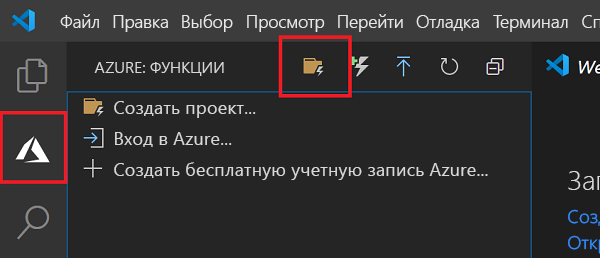 Файл Правка Выбор Просмотр Перейти Отладка Терминал
AZURE: ФУНКЦИИ
Создать проект...
Вход в Azure...
Создать бесплатную учетную запись Azure...